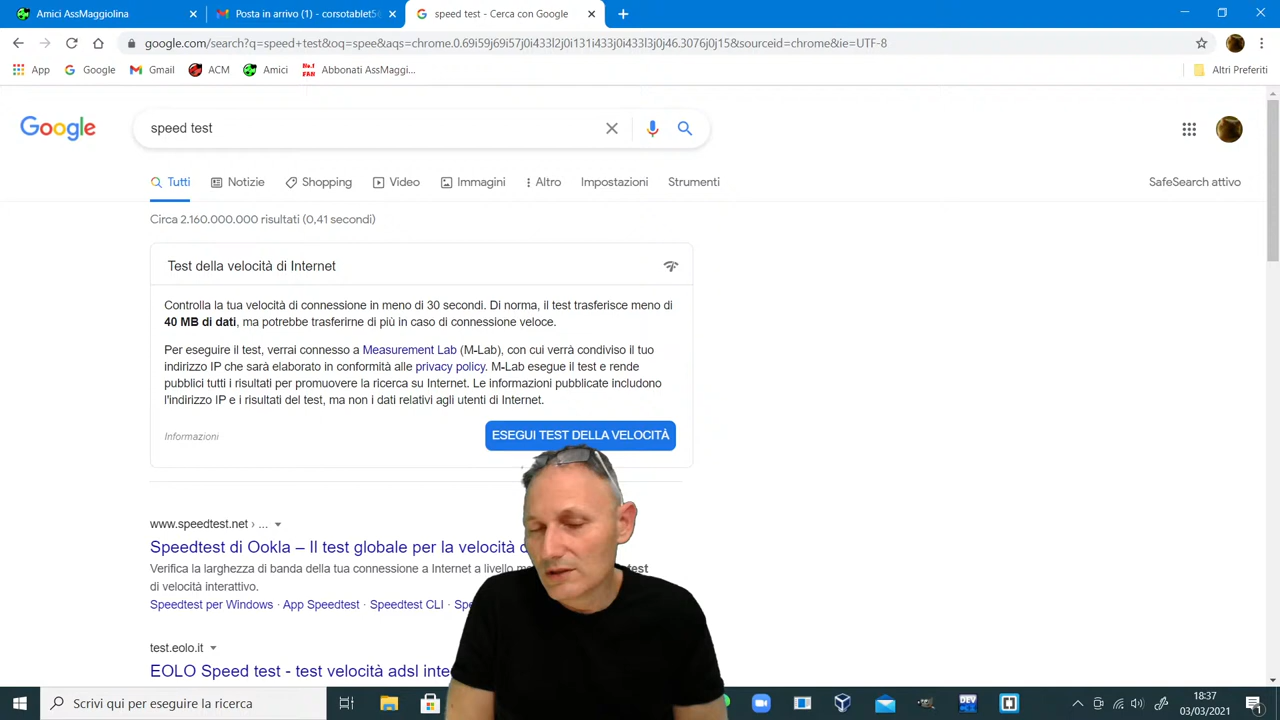 Amici AssMaggiolina
Posta in arrivo (1) - corsotablet5
speed test - Cerca con Google
google.com/search?q=speed+test&oq=spee&aqs=chrome.0.69i59j69i57j0i433l2j0i131i433j0i433l3j0j46.3076j0j15&sourceid=chrome&ie=UTF-8
App
Google
Gmail
ACM
Amici
No.1 FAN
Abbonati AssMaggi...
Altri Preferiti
Google
speed test
Tutti
Notizie
Shopping
Video
Immagini
Altro
Impostazioni
Strumenti
SafeSearch attivo
Circa 2.160.000.000 risultati (0,41 secondi)
Test della velocità di Internet
Controlla la tua velocità di connessione in meno di 30 secondi. Di norma, il test trasferisce meno di
40 MB di dati, ma potrebbe trasferirne di più in caso di connessione veloce.
Per eseguire il test, verrai connesso a Measurement Lab (M-Lab), con cui verrà condiviso il tuo
indirizzo IP che sarà elaborato in conformità alle privacy policy. M-Lab esegue il test e rende
pubblici tutti i risultati per promuovere la ricerca su Internet. Le informazioni pubblicate includono
l'indirizzo IP e i risultati del test, ma non i dati relativi agli utenti di Internet.
Informazioni
ESEGUI TEST DELLA VELOCITÀ
www.speedtest.net › ...
Speedtest di Ookla – Il test globale per la velocità
Verifica la larghezza di banda della tua connessione a Internet a livello test
di velocità interattivo.
Speedtest per Windows · App Speedtest · Speedtest CLI ·
test.eolo.it
EOLO Speed test - test velocità adsl
Scrivi qui per eseguire la ricerca
DEV
18:37
03/03/2021
1